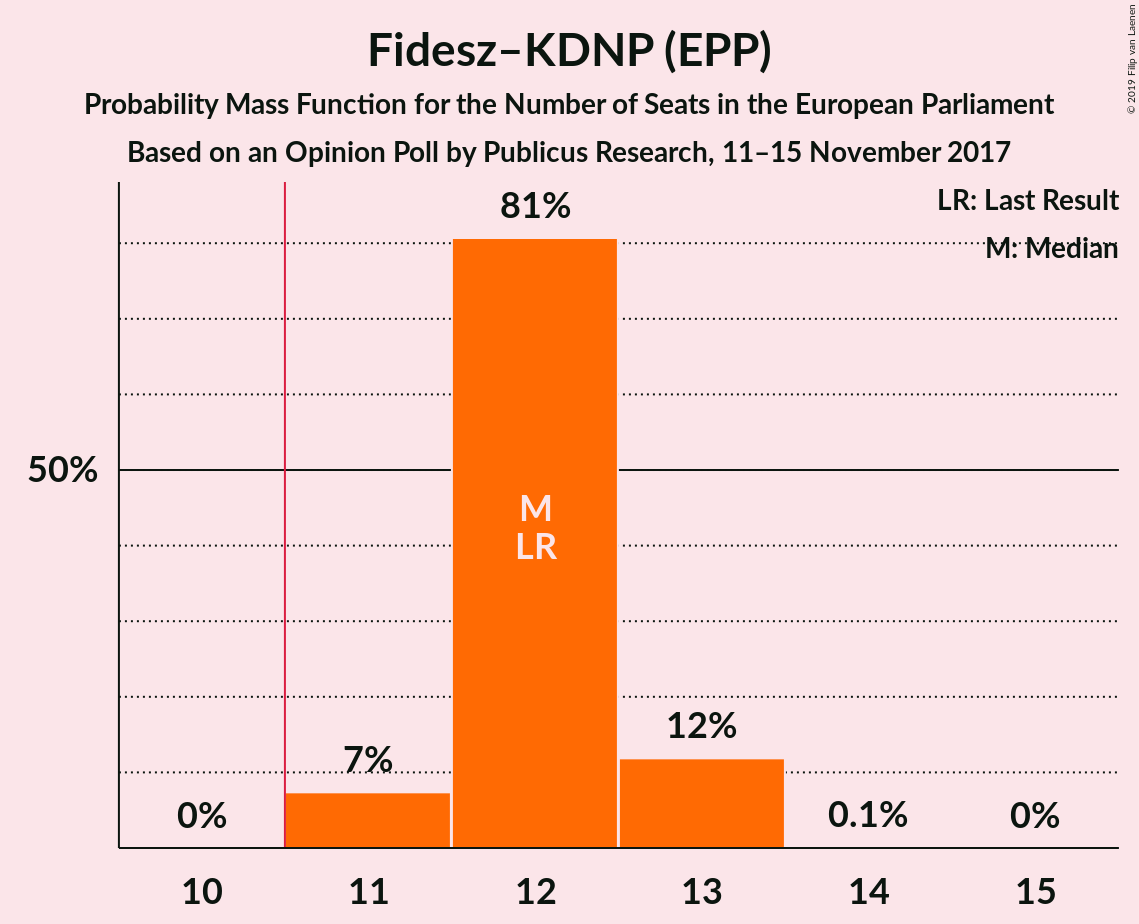 Fidesz–KDNP (EPP)
Probability Mass Function for the Number of Seats in the European Parliament
Based on an Opinion Poll by Publicus Research, 11–15 November 2017
© 2019 Filip van Laenen
LR: Last Result
M: Median
81%
50%
M
LR
12%
7%
0%
0.1%
0%
10
11
12
13
14
15